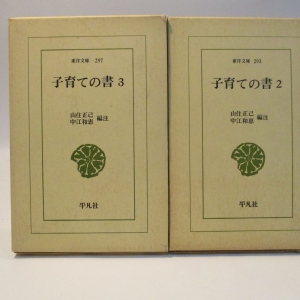 東洋文庫 297
子育ての書 3
山住正己
中江和恵
編注
平凡社
東洋文庫 293
子育ての書 2
山住正己
中江和恵
編注
平凡社